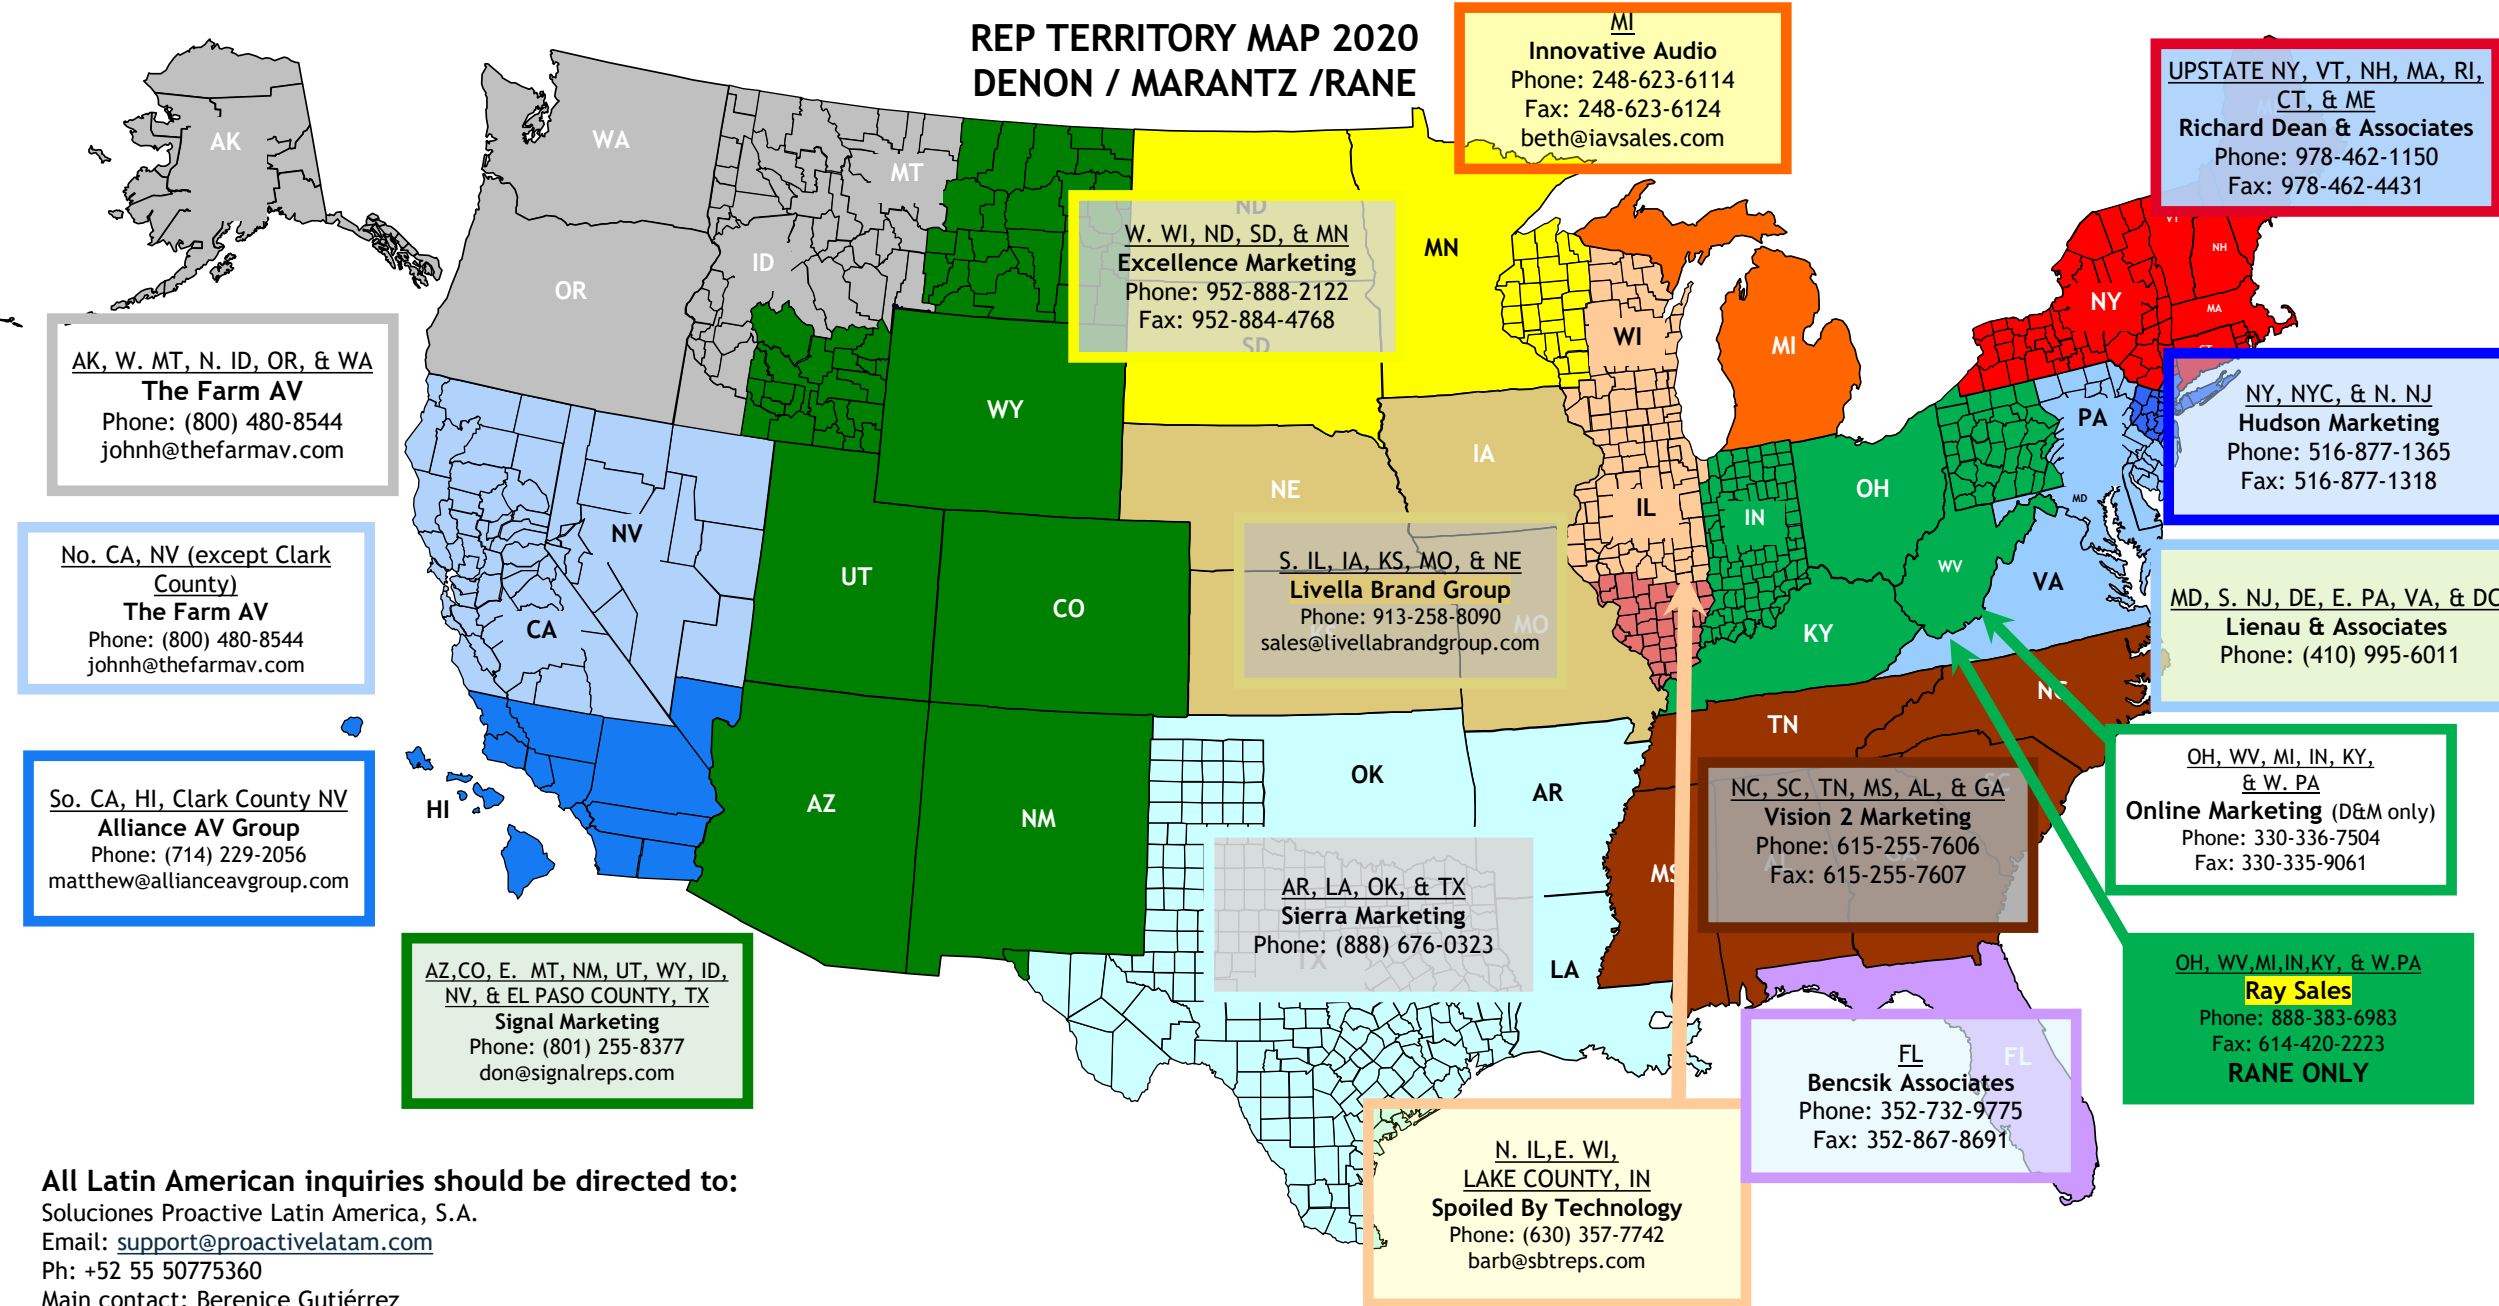 REP TERRITORY MAP 2020
DENON / MARANTZ /RANE
MI
Innovative Audio
Phone: 248-623-6114
Fax: 248-623-6124
beth@iavsales.com
UPSTATE NY, VT, NH, MA, RI,
CT, & ME
Richard Dean & Associates
Phone: 978-462-1150
Fax: 978-462-4431
AK
WA
MT
OR
ID
ND
W. WI, ND, SD, & MN
Excellence Marketing
Phone: 952-888-2122
Fax: 952-884-4768
SD
MN
WI
MI
VT
NH
NY
MA
CT
AK, W. MT, N. ID, OR, & WA
The Farm AV
Phone: (800) 480-8544
johnh@thefarmav.com
NY, NYC, & N. NJ
Hudson Marketing
Phone: 516-877-1365
Fax: 516-877-1318
WY
PA
IA
NE
OH
IL
IN
MD
NV
UT
CO
CA
WV
VA
KY
No. CA, NV (except Clark
County)
The Farm AV
Phone: (800) 480-8544
johnh@thefarmav.com
S. IL, IA, KS, MO, & NE
Livella Brand Group
Phone: 913-258-8090
sales@livellabrandgroup.com
KS
MO
MD, S. NJ, DE, E. PA, VA, & DC
Lienau & Associates
Phone: (410) 995-6011
NC
TN
OK
AR
AZ
NM
HI
So. CA, HI, Clark County NV
Alliance AV Group
Phone: (714) 229-2056
matthew@allianceavgroup.com
OH, WV, MI, IN, KY,
& W. PA
Online Marketing (D&M only)
Phone: 330-336-7504
Fax: 330-335-9061
SC
NC, SC, TN, MS, AL, & GA
Vision 2 Marketing
Phone: 615-255-7606
Fax: 615-255-7607
MS
AL
GA
AR, LA, OK, & TX
Sierra Marketing
Phone: (888) 676-0323
TX
LA
AZ,CO, E. MT, NM, UT, WY, ID,
NV, & EL PASO COUNTY, TX
Signal Marketing
Phone: (801) 255-8377
don@signalreps.com
OH, WV,MI,IN,KY, & W.PA
Ray Sales
Phone: 888-383-6983
Fax: 614-420-2223
RANE ONLY
FL
Bencsik Associates
Phone: 352-732-9775
Fax: 352-867-8691
FL
N. IL,E. WI,
LAKE COUNTY, IN
Spoiled By Technology
Phone: (630) 357-7742
barb@sbtreps.com
All Latin American inquiries should be directed to:
Soluciones Proactive Latin America, S.A.
Email: support@proactivelatam.com
Ph: +52 55 50775360
Main contact: Berenice Gutiérrez